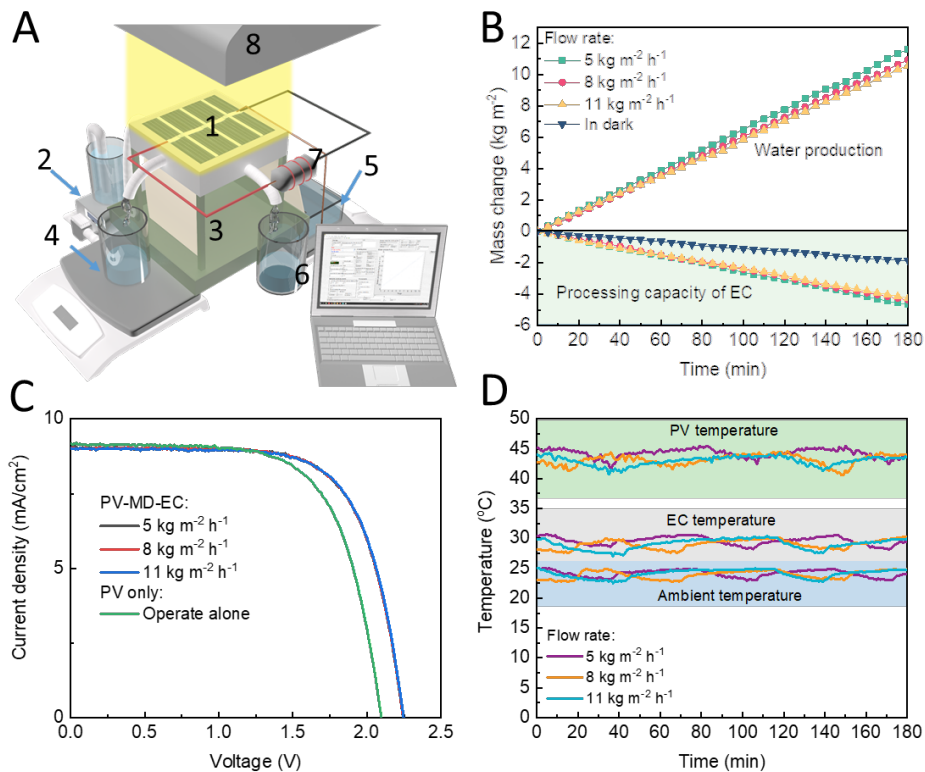 A
8
1
2
7
5
3
4
6
B
12
10
8
6
4
2
0
-2
-4
-6
Mass change (kg m⁻²)
Flow rate:
5 kg m⁻² h⁻¹
8 kg m⁻² h⁻¹
11 kg m⁻² h⁻¹
In dark
Water production
Processing capacity of EC
0 20 40 60 80 100 120 140 160 180
Time (min)
C
10
5
0
Current density (mA/cm²)
PV-MD-EC:
5 kg m⁻² h⁻¹
8 kg m⁻² h⁻¹
11 kg m⁻² h⁻¹
PV only:
Operate alone
0.0 0.5 1.0 1.5 2.0 2.5
Voltage (V)
D
50
45
40
35
30
25
20
15
10
5
0
Temperature (⁰C)
PV temperature
EC temperature
Ambient temperature
Flow rate:
5 kg m⁻² h⁻¹
8 kg m⁻² h⁻¹
11 kg m⁻² h⁻¹
0 20 40 60 80 100 120 140 160 180
Time (min)